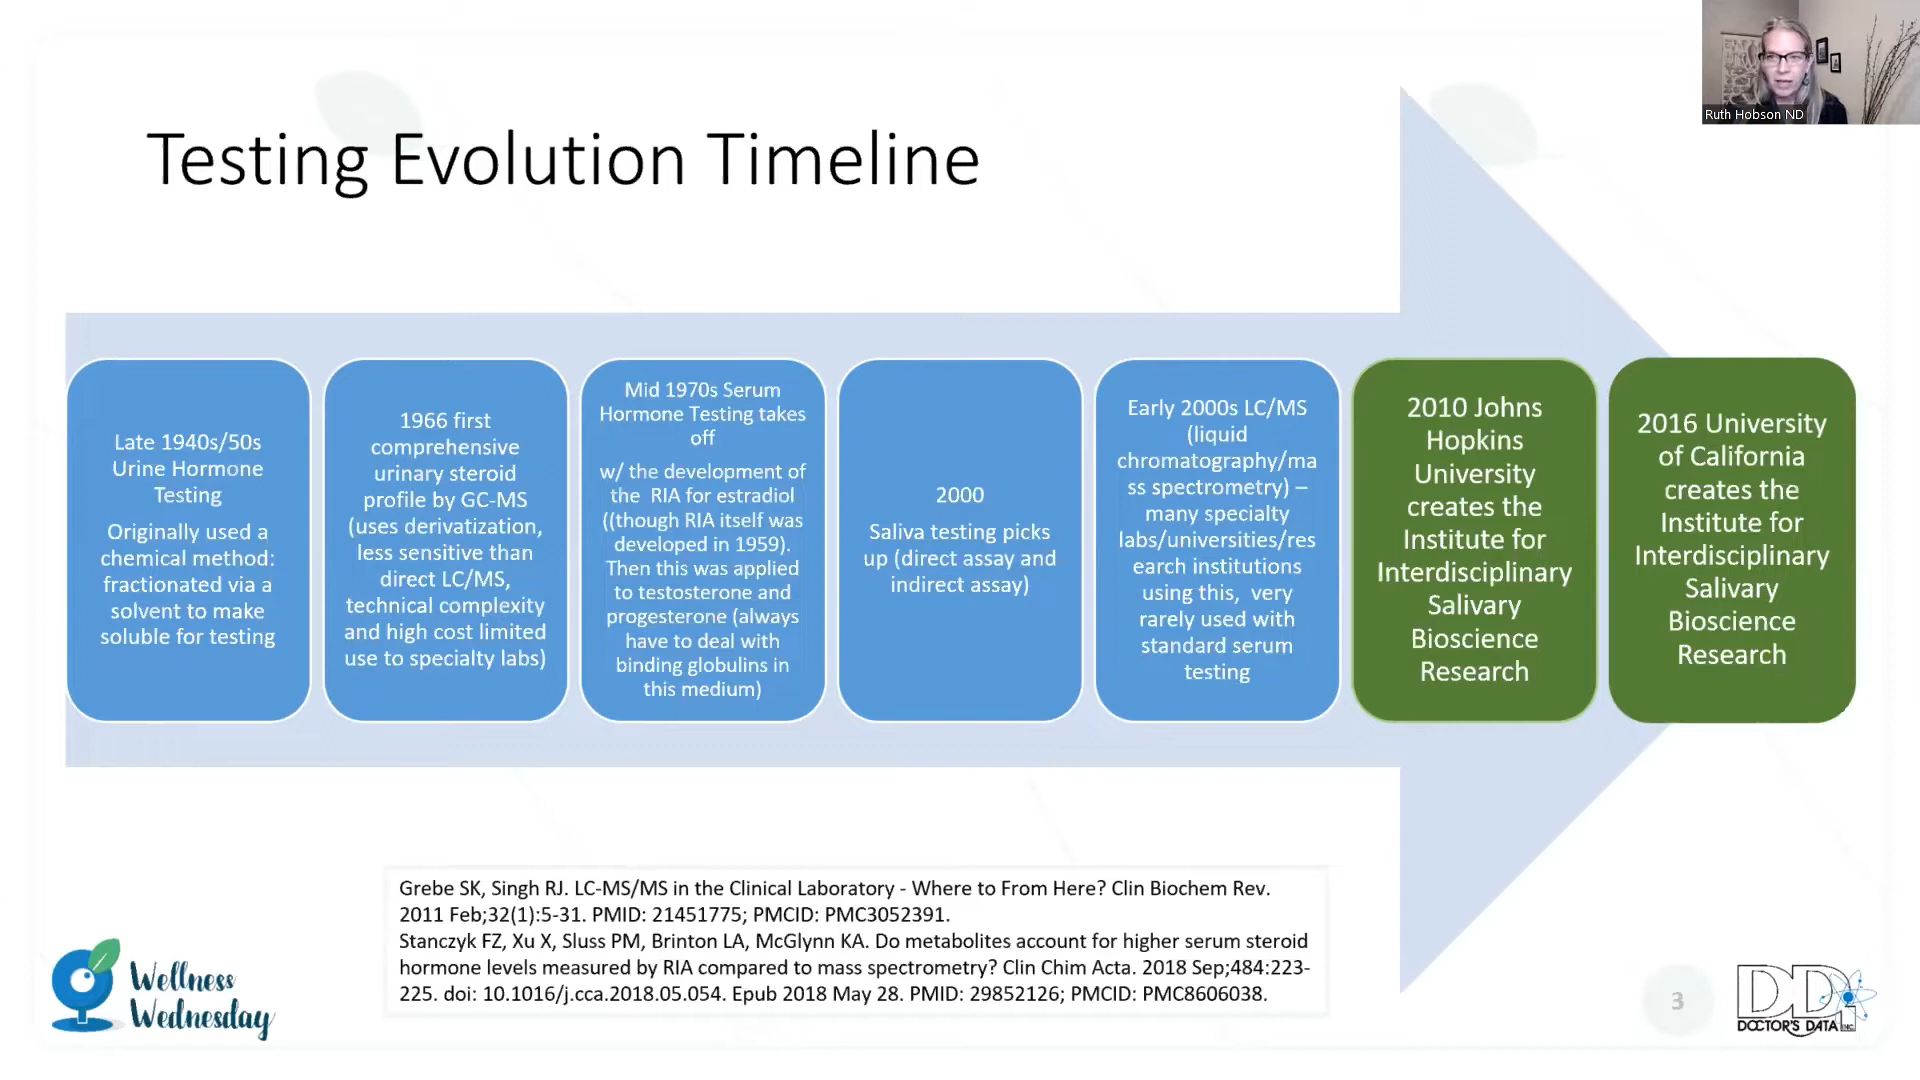 Ruth Hobson ND
Testing Evolution Timeline
Late 1940s/50s
Urine Hormone
Testing
Originally used a
chemical method:
fractionated via a
solvent to make
soluble for testing
1966 first
comprehensive
urinary steroid
profile by GC-MS
(uses derivatization,
less sensitive than
direct LC/MS,
technical complexity
and high cost limited
use to specialty labs)
Mid 1970s Serum
Hormone Testing takes
off
w/ the development of
the RIA for estradiol
((though RIA itself was
developed in 1959).
Then this was applied
to testosterone and
progesterone (always
have to deal with
binding globulins in
this medium)
2000
Saliva testing picks
up (direct assay and
indirect assay)
Early 2000s LC/MS
(liquid
chromatography/ma
ss spectrometry) –
many specialty
labs/universities/res
earch institutions
using this, very
rarely used with
standard serum
testing
2010 Johns
Hopkins
University
creates the
Institute for
Interdisciplinary
Salivary
Bioscience
Research
2016 University
of California
creates the
Institute for
Interdisciplinary
Salivary
Bioscience
Research
Grebe SK, Singh RJ. LC-MS/MS in the Clinical Laboratory - Where to From Here? Clin Biochem Rev.
2011 Feb;32(1):5-31. PMID: 21451775; PMCID: PMC3052391.
Stanczyk FZ, Xu X, Sluss PM, Brinton LA, McGlynn KA. Do metabolites account for higher serum steroid
hormone levels measured by RIA compared to mass spectrometry? Clin Chim Acta. 2018 Sep;484:223-
225. doi: 10.1016/j.cca.2018.05.054. Epub 2018 May 28. PMID: 29852126; PMCID: PMC8606038.
Wellness
Wednesday
3
DDI
DOCTOR'S DATA INC.